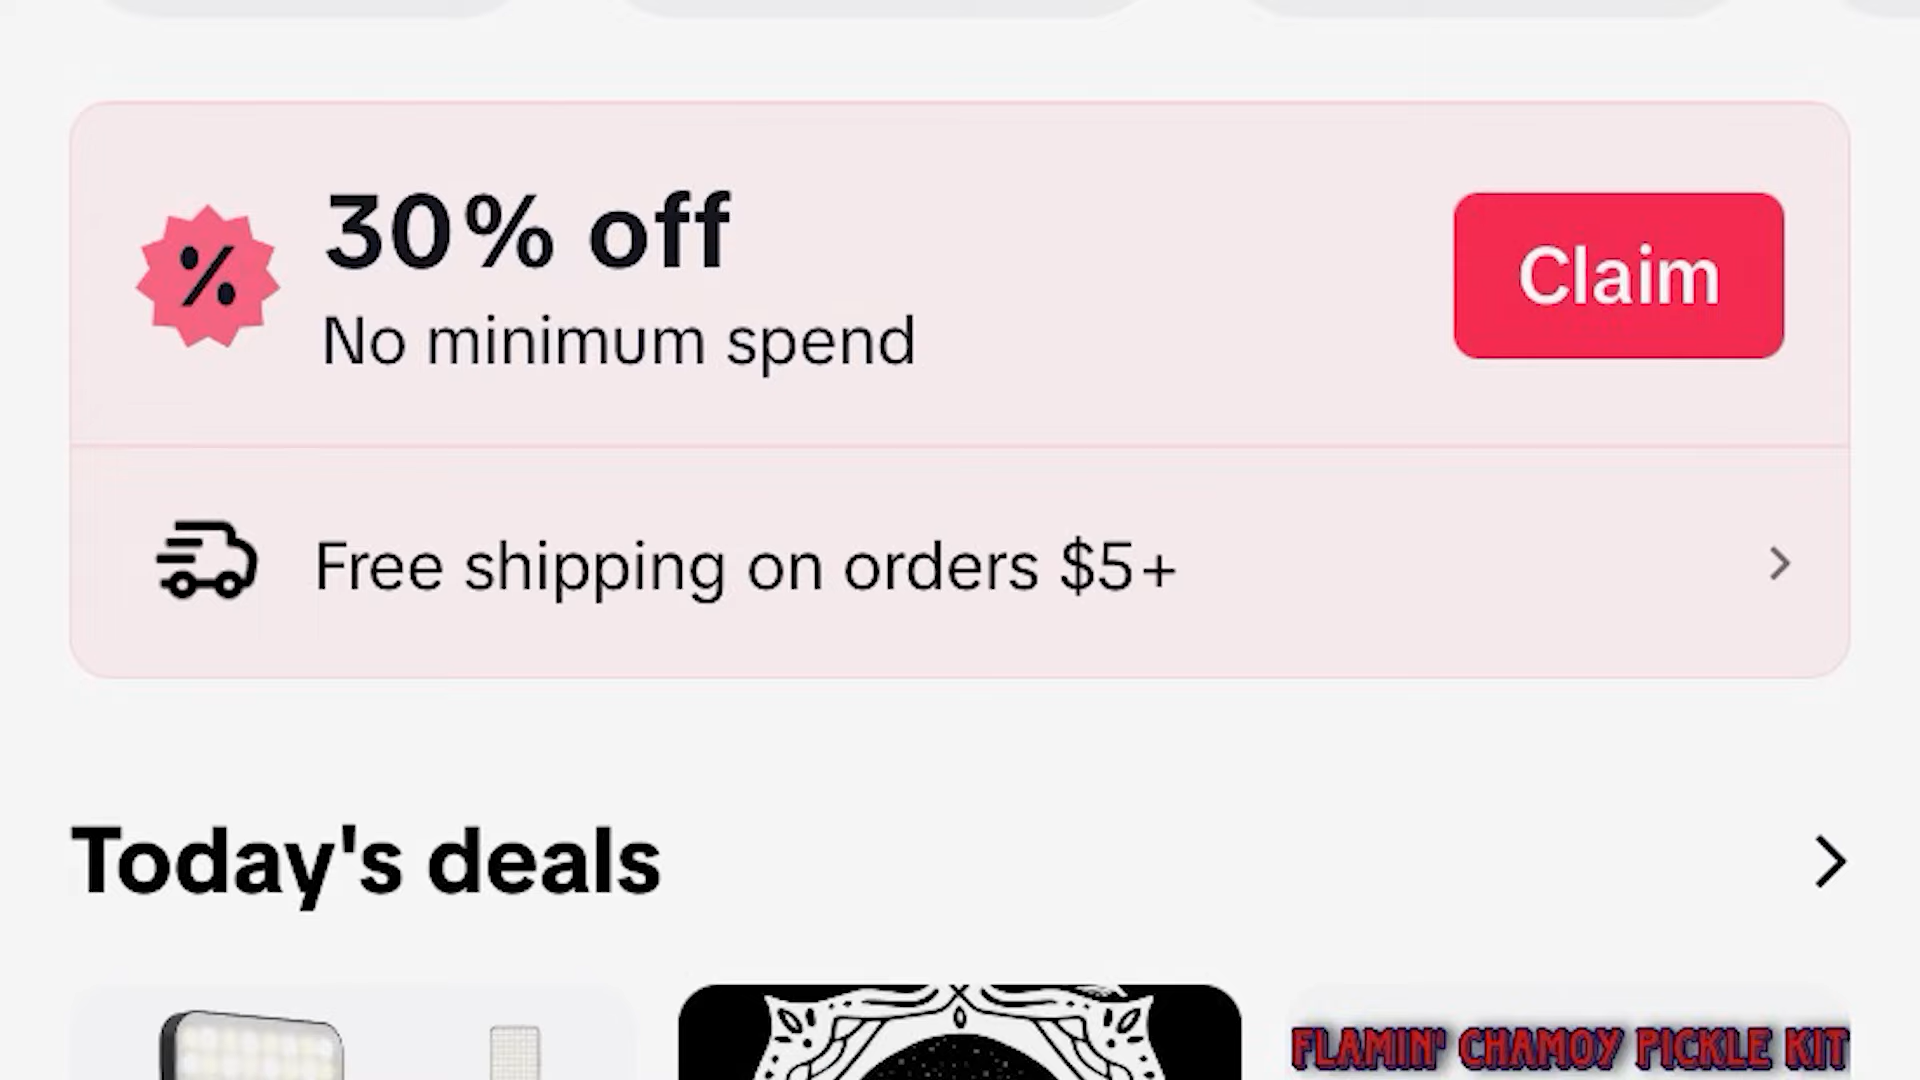 30% off
No minimum spend
Claim
Free shipping on orders $5+
Today's deals
FLAMIN' CHAMOY PICKLE KIT